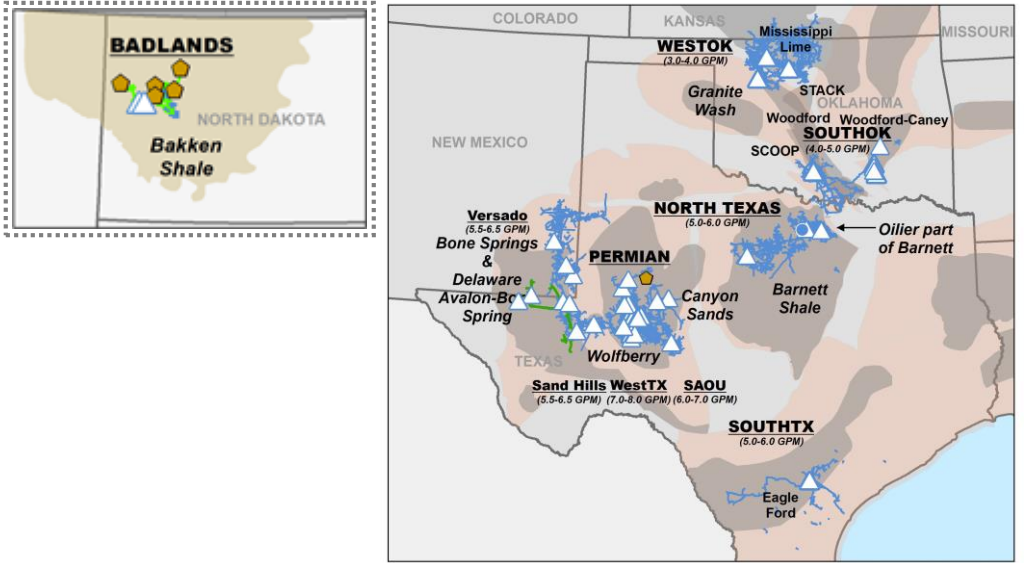 BADLANDS
NORTH DAKOTA
Bakken
Shale
COLORADO
KANSAS
MISSOURI
WESTOK
(3.0-4.0 GPM)
Mississippi
Lime
Granite
Wash
STACK
OKLAHOMA
Woodford
Woodford-Caney
SOUTHOK
(4.0-5.0 GPM)
SCOOP
NEW MEXICO
Versado
(5.5-6.5 GPM)
Bone Springs
&
Delaware
Avalon-Bo
Spring
NORTH TEXAS
(5.0-6.0 GPM)
Oilier part
of Barnett
PERMIAN
Canyon
Sands
Barnett
Shale
TEXAS
Wolfberry
Sand Hills
(5.5-6.5 GPM)
WestTX
(7.0-8.0 GPM)
SAOU
(6.0-7.0 GPM)
SOUTHTX
(5.0-6.0 GPM)
Eagle
Ford